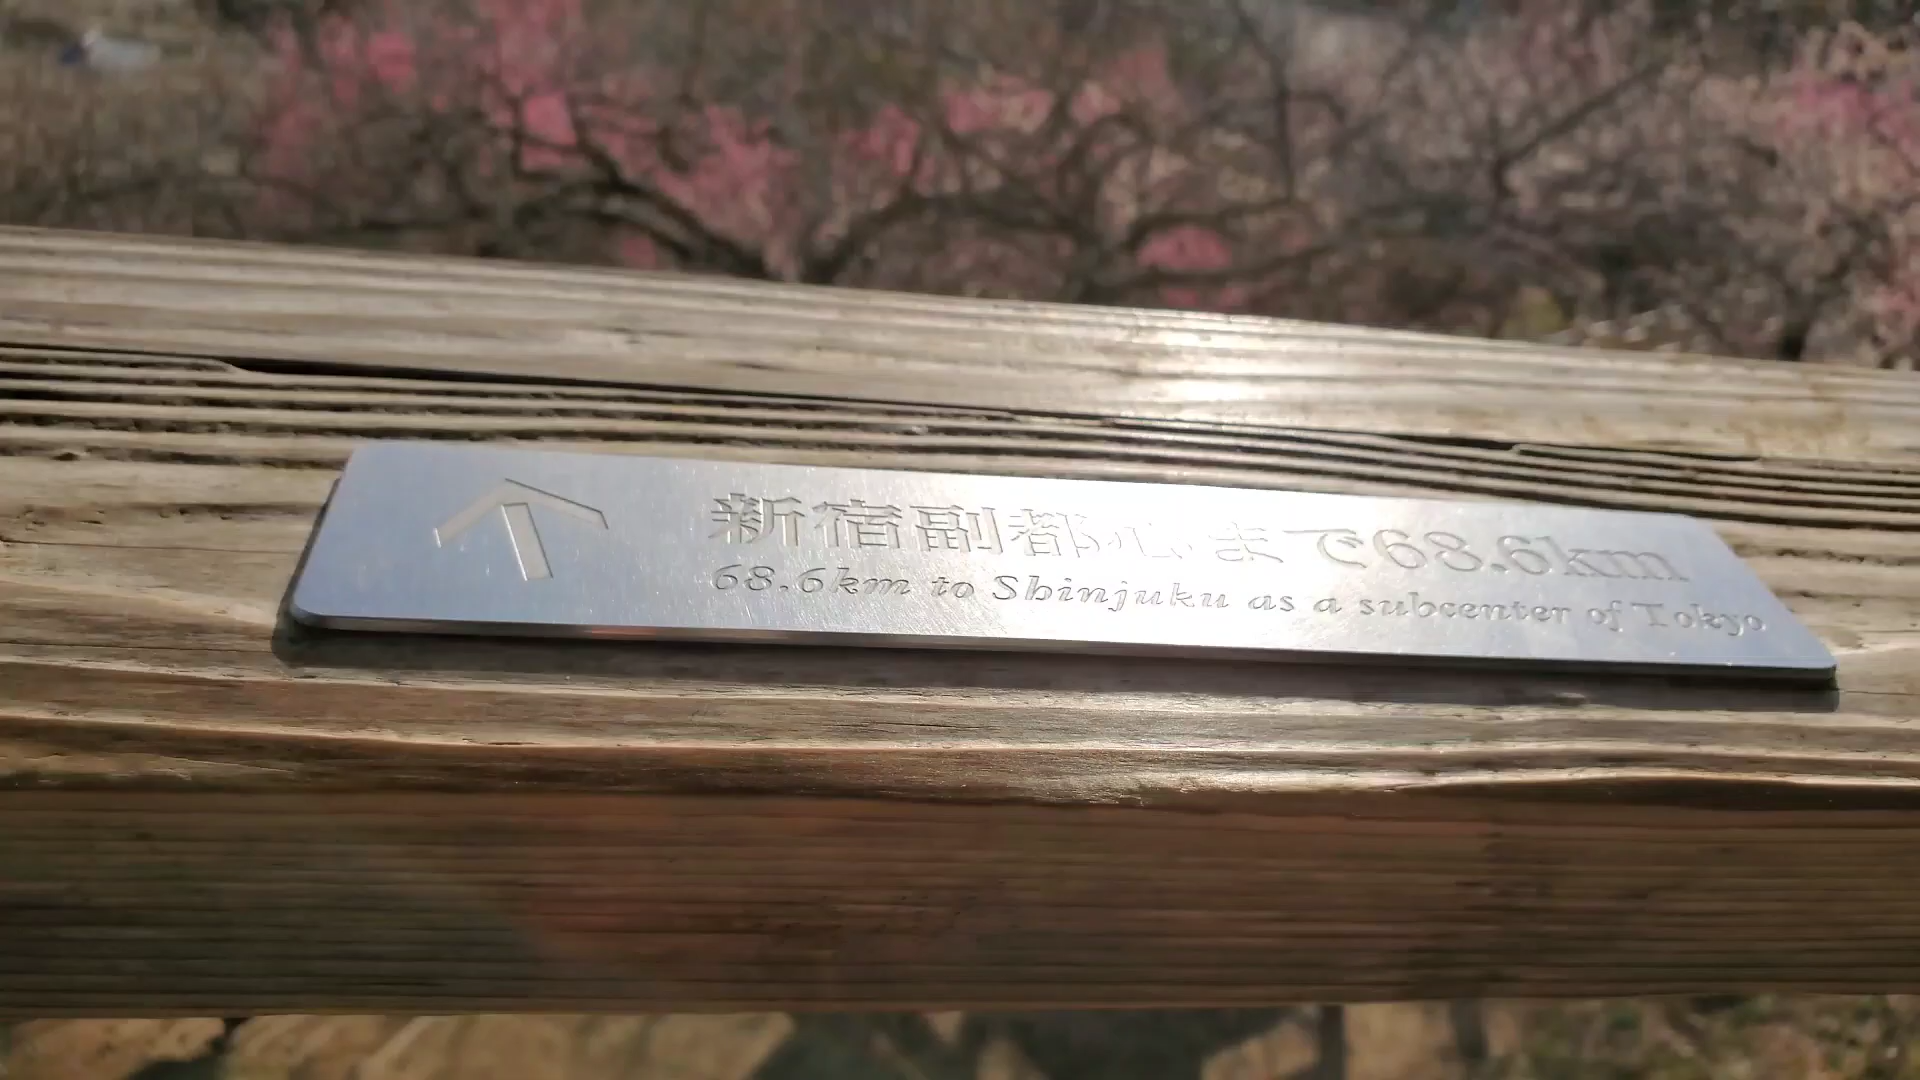 新宿副都心まで68.6km
68.6km to Shinjuku as a subcenter of Tokyo